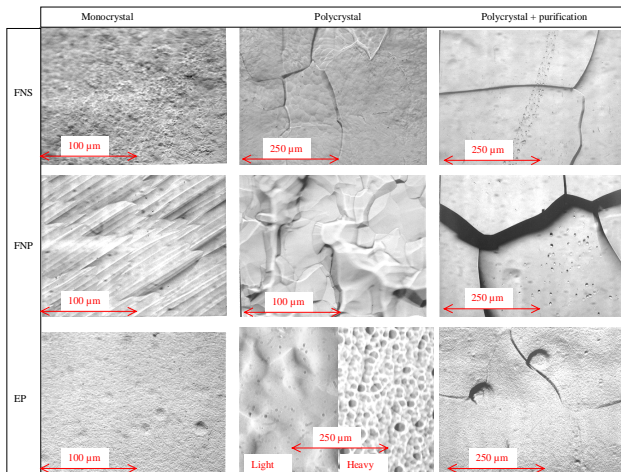 Monocrystal Polycrystal Polycrystal + purification
FNS
100 µm 250 µm 250 µm
FNP
100 µm 100 µm 250 µm
EP
100 µm 250 µm 250 µm
Light Heavy